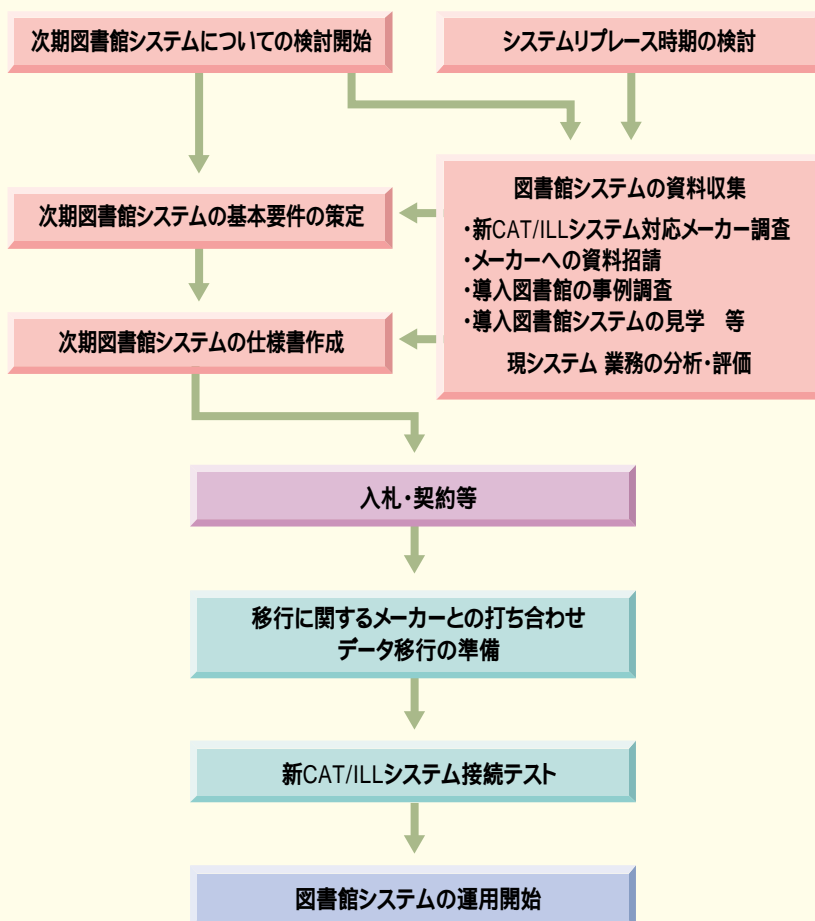 次期図書館システムについての検討開始
システムリプレース時期の検討
図書館システムの資料収集
・新CAT/ILLシステム対応メーカー調査
・メーカーへの資料招請
・導入図書館の事例調査
・導入図書館システムの見学　等
現システム 業務の分析・評価
次期図書館システムの基本要件の策定
次期図書館システムの仕様書作成
入札・契約等
移行に関するメーカーとの打ち合わせ
データ移行の準備
新CAT/ILLシステム接続テスト
図書館システムの運用開始